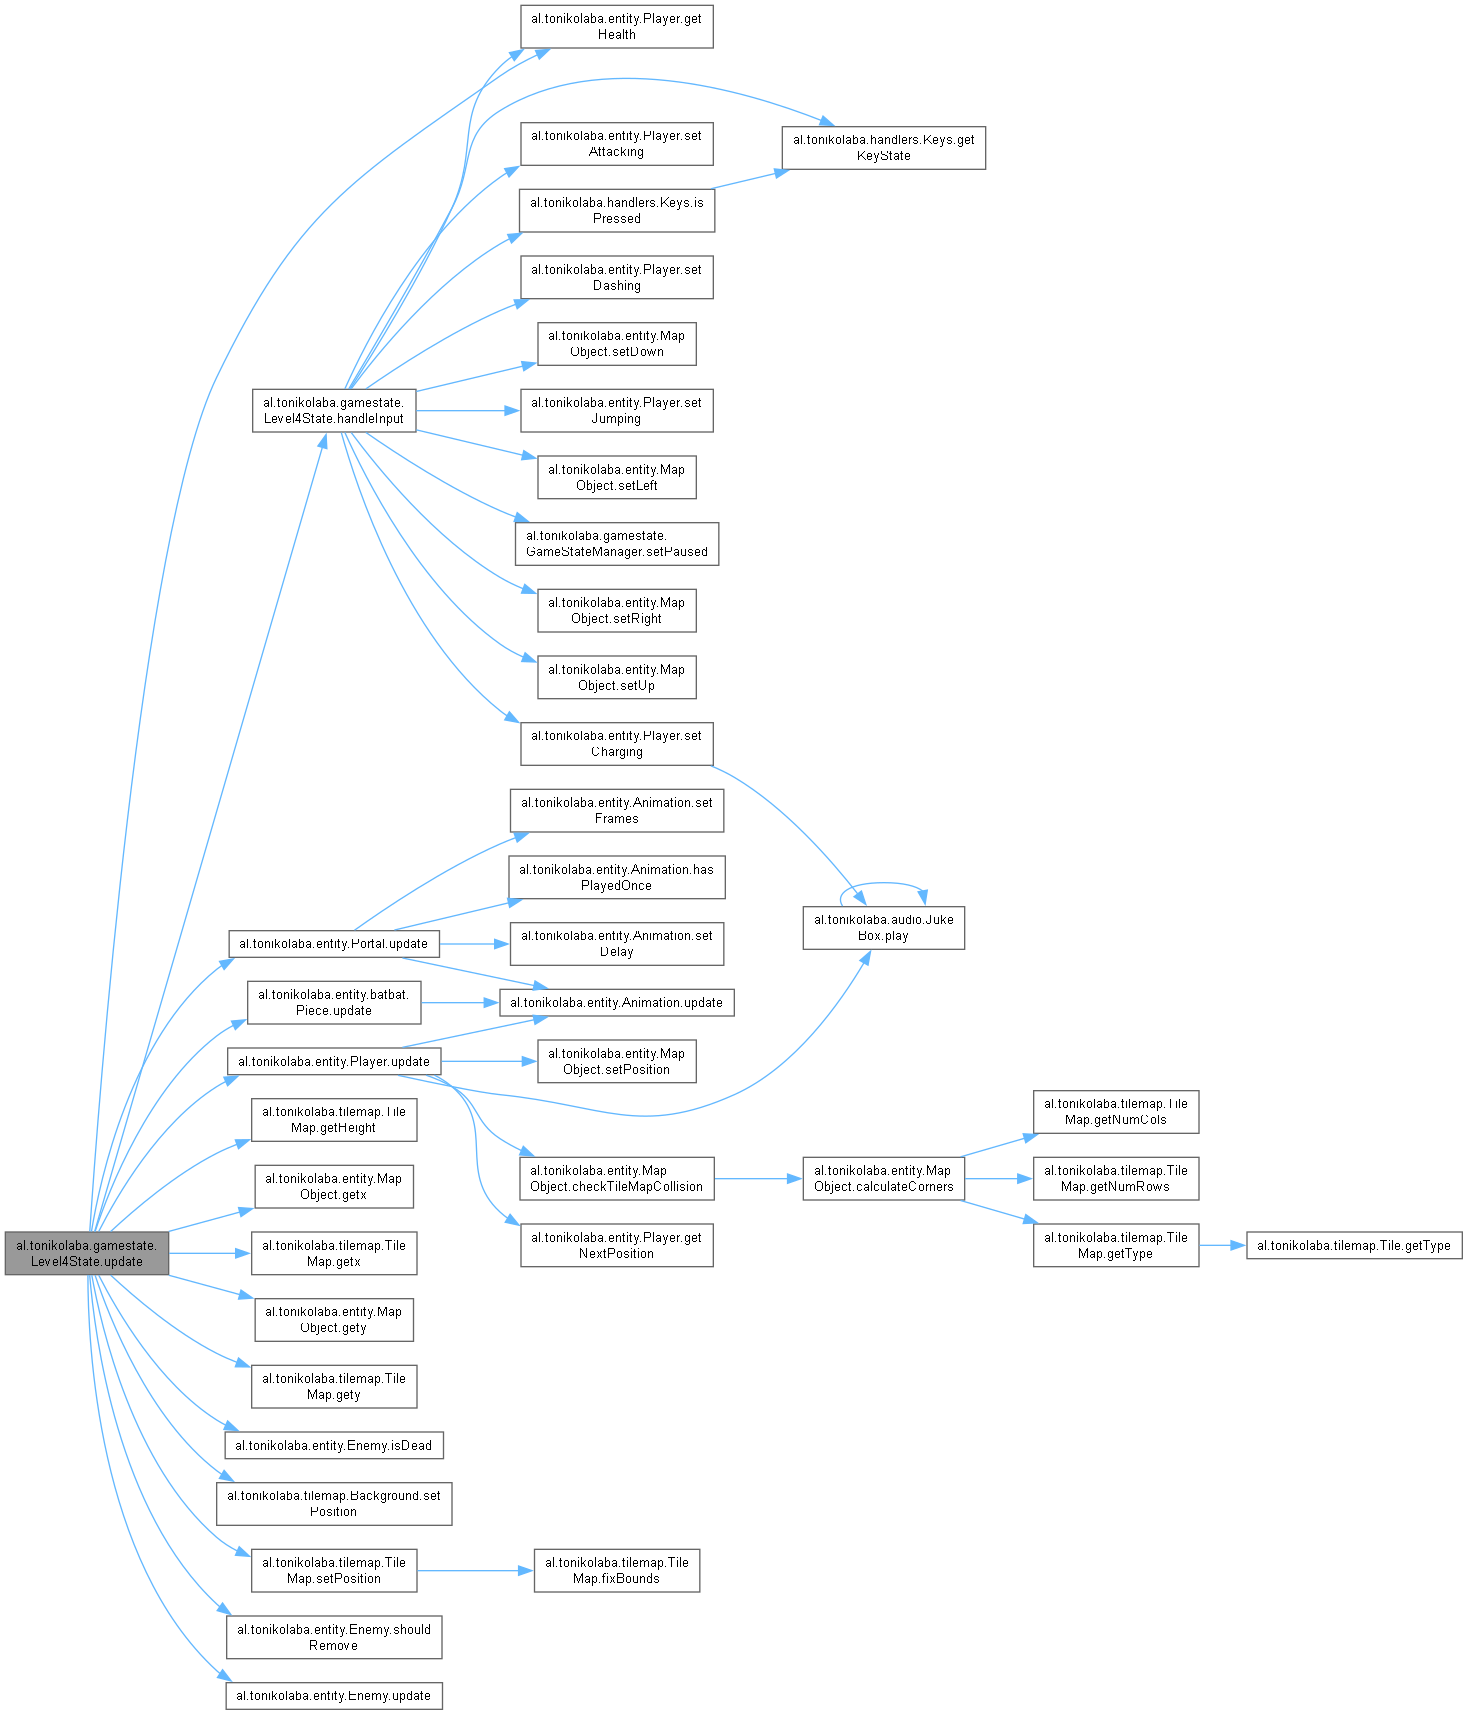 al.tonikolaba.entity.Player.get
Health
al.tonikolaba.handlers.Keys.get
KeyState
al.tonikolaba.entity.Player.set
Attacking
al.tonikolaba.handlers.Keys.is
Pressed
al.tonikolaba.entity.Player.set
Dashing
al.tonikolaba.entity.Map
Object.setDown
al.tonikolaba.gamestate.
Level4State.handleInput
al.tonikolaba.entity.Player.set
Jumping
al.tonikolaba.entity.Map
Object.setLeft
al.tonikolaba.gamestate.
GameStateManager.setPaused
al.tonikolaba.entity.Map
Object.setRight
al.tonikolaba.entity.Map
Object.setUp
al.tonikolaba.entity.Player.set
Charging
al.tonikolaba.entity.Animation.set
Frames
al.tonikolaba.entity.Animation.has
PlayedOnce
al.tonikolaba.audio.Juke
Box.play
al.tonikolaba.entity.Portal.update
al.tonikolaba.entity.Animation.set
Delay
al.tonikolaba.entity.batbat.
Piece.update
al.tonikolaba.entity.Animation.update
al.tonikolaba.entity.Player.update
al.tonikolaba.entity.Map
Object.setPosition
al.tonikolaba.tilemap.Tile
Map.getHeight
al.tonikolaba.tilemap.Tile
Map.getNumCols
al.tonikolaba.entity.Map
Object.getx
al.tonikolaba.entity.Map
Object.checkTileMapCollision
al.tonikolaba.entity.Map
Object.calculateCorners
al.tonikolaba.tilemap.Tile
Map.getNumRows
al.tonikolaba.gamestate.
Level4State.update
al.tonikolaba.tilemap.Tile
Map.getx
al.tonikolaba.entity.Player.get
NextPosition
al.tonikolaba.tilemap.Tile
Map.getType
al.tonikolaba.tilemap.Tile.getType
al.tonikolaba.entity.Map
Object.gety
al.tonikolaba.tilemap.Tile
Map.gety
al.tonikolaba.entity.Enemy.isDead
al.tonikolaba.tilemap.Background.set
Position
al.tonikolaba.tilemap.Tile
Map.setPosition
al.tonikolaba.tilemap.Tile
Map.fixBounds
al.tonikolaba.entity.Enemy.should
Remove
al.tonikolaba.entity.Enemy.update